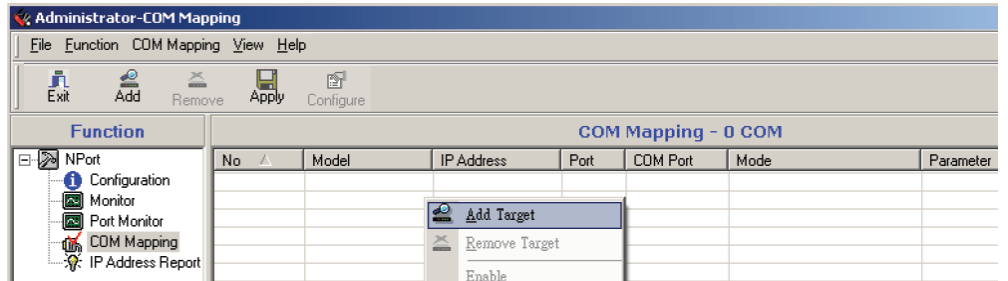 Administrator-COM Mapping
File Function COM Mapping View Help
Exit Add Remove Apply Configure
Function
COM Mapping - 0 COM
No Model IP Address Port COM Port Mode Parameter
NPort
Configuration
Monitor
Port Monitor
COM Mapping
IP Address Report
Add Target
Remove Target
Enable